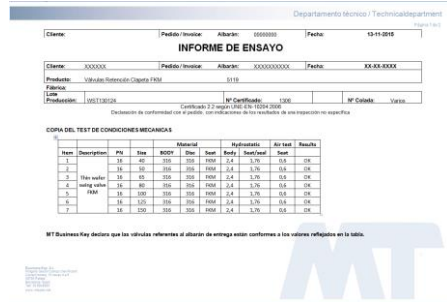 Departamento técnico / Technicaldepartment
Cliente: Pedido / Invoice: Albarán: 00000000 Fecha: 13-11-2018
INFORME DE ENSAYO
Cliente: XXXXXX Pedido / Invoice: Albarán: XXXXXXXXXX Fecha: XX-XX-XXXX
Producto: Válvulas Retención Clapeta FKM 5119
Fábrica:
Lote
Producción: WST130124 Nº Certificado: 1308 Nº Colada: Varios
Certificado 2.2 según UNE-EN-10204:2006
Declaración de conformidad con el pedido, con indicaciones de los resultados de una inspección no específica
COPIA DEL TEST DE CONDICIONES MECANICAS
Material Hydrostatic Air test Results
Item Description PN Size BODY Disc Seat Body Seat/seal Seat
1 16 40 316 316 FKM 2,4 1,76 0,6 OK
2 16 50 316 316 FKM 2,4 1,76 0,6 OK
3 Thin wafer 16 65 316 316 FKM 2,4 1,76 0,6 OK
4 swing valve 16 80 316 316 FKM 2,4 1,76 0,6 OK
5 FKM 16 100 316 316 FKM 2,4 1,76 0,6 OK
6 16 125 316 316 FKM 2,4 1,76 0,6 OK
7 16 150 316 316 FKM 2,4 1,76 0,6 OK
MT Business Key declara que las válvulas referentes al albarán de entrega están conformes a los valores reflejados en la tabla.
MT